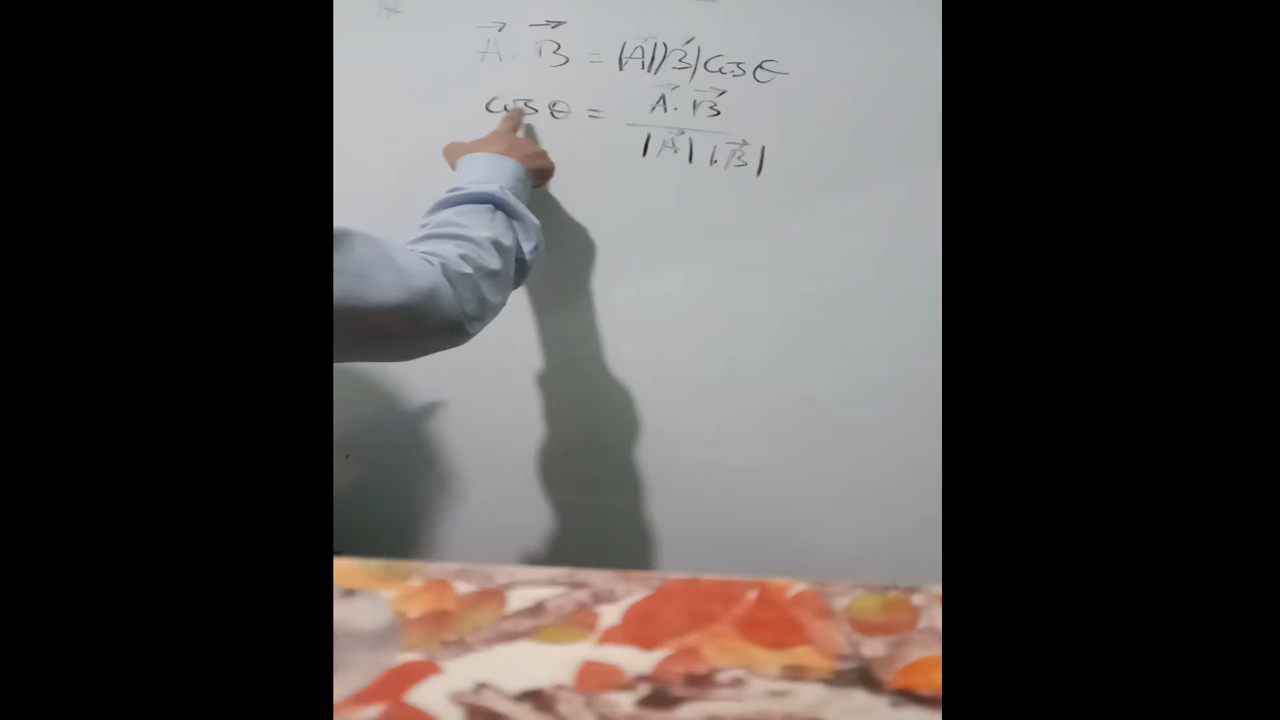 A⃗ · B⃗ = |A⃗||B⃗| cos θ
cos θ = A⃗ · B⃗ / |A⃗| |B⃗|